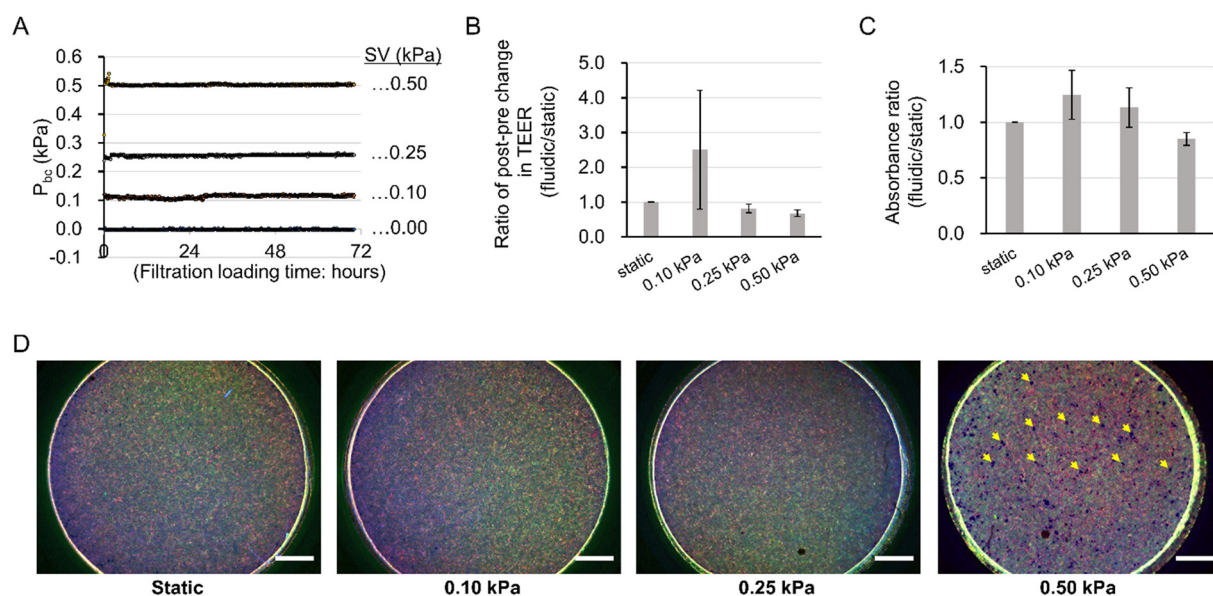 A
SV (kPa)
0.6
0.5
0.4
0.3
0.2
0.1
0.0
-0.1
P_bc (kPa)
...0.50
...0.25
...0.10
...0.00
0 24 48 72
(Filtration loading time: hours)
B
Ratio of post-pre change
in TEER
(fluidic/static)
5.0
4.0
3.0
2.0
1.0
0.0
static 0.10 kPa 0.25 kPa 0.50 kPa
C
Absorbance ratio
(fluidic/static)
1.5
1.0
0.5
0.0
static 0.10 kPa 0.25 kPa 0.50 kPa
D
Static 0.10 kPa 0.25 kPa 0.50 kPa